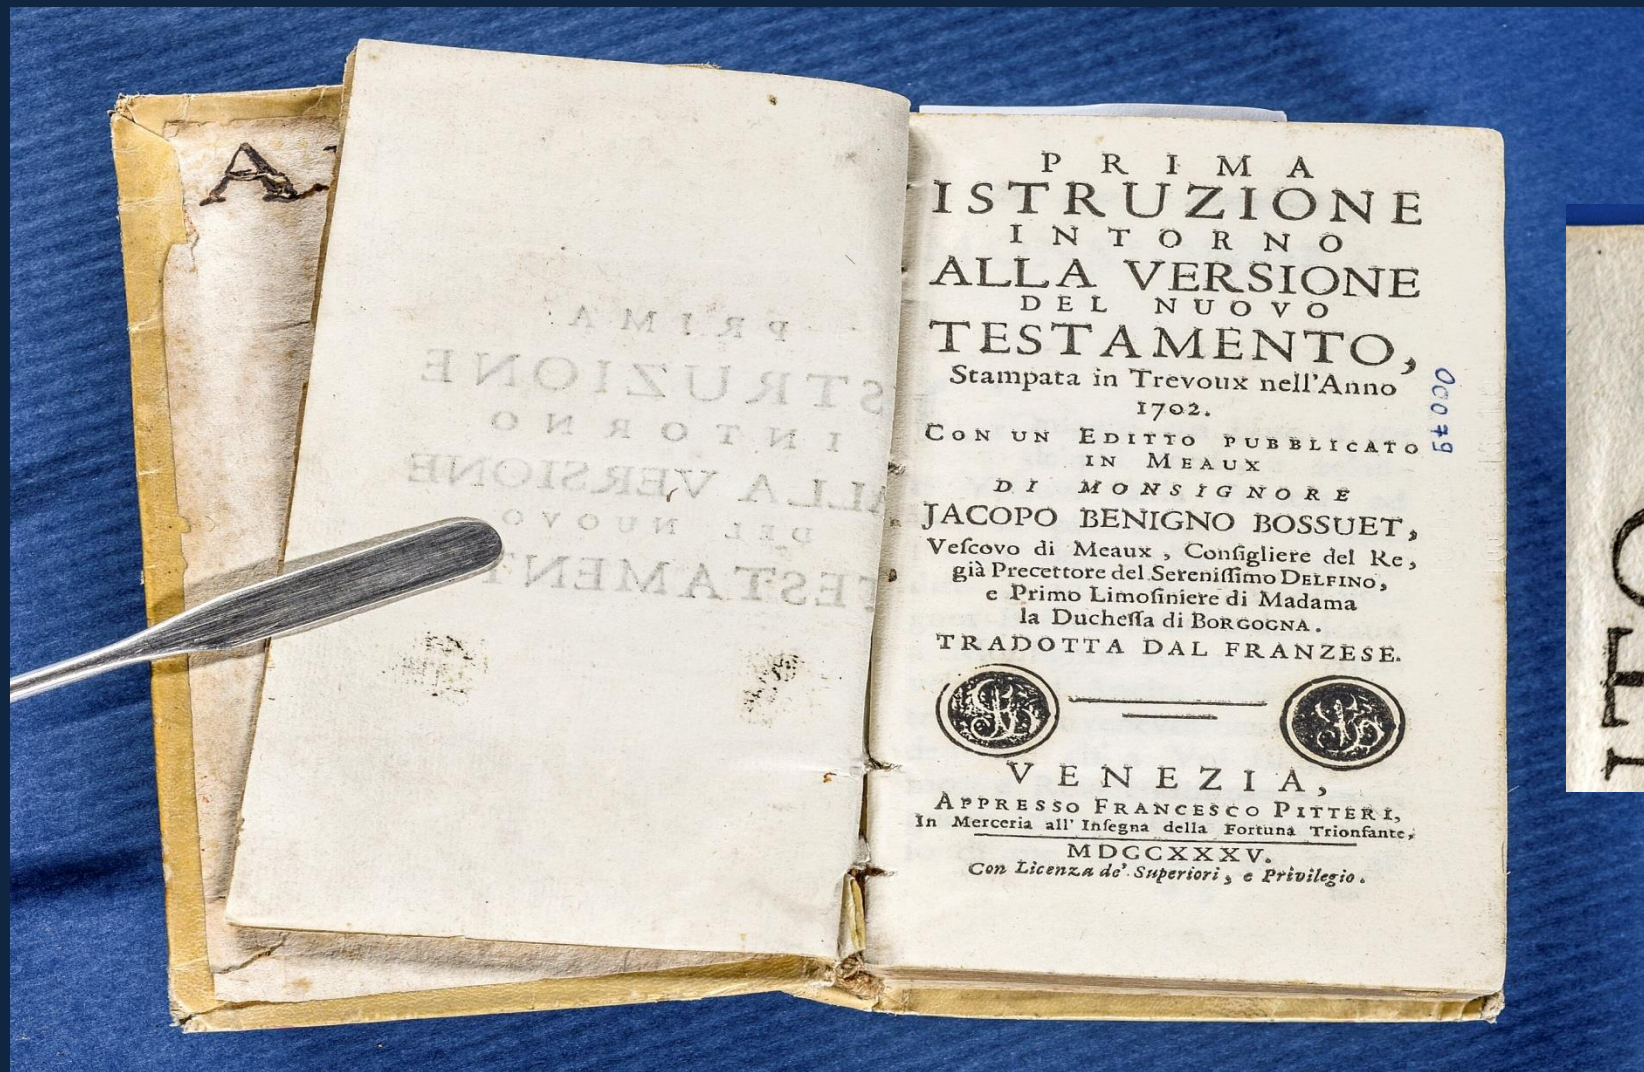 A
PRIMA
ISTRUZIONE
INTORNO
ALLA VERSIONE
DEL NUOVO
TESTAMENTO,
Stampata in Trevoux nell'Anno
1702.
CON UN EDITTO PUBBLICATO
IN MEAUX
DI MONSIGNORE
JACOPO BENIGNO BOSSUET,
Veſcovo di Meaux, Conſigliere del Re,
già Precettore del Sereniſſimo DELFINO,
e Primo Limoſiniere di Madama
la Ducheſſa di BORGOGNA.
TRADOTTA DAL FRANZESE.
VENEZIA,
APPRESSO FRANCESCO PITTERI,
In Merceria all' Inſegna della Fortuna Trionfante,
MDCCXXXV.
Con Licenza de' Superiori, e Privilegio.
00079